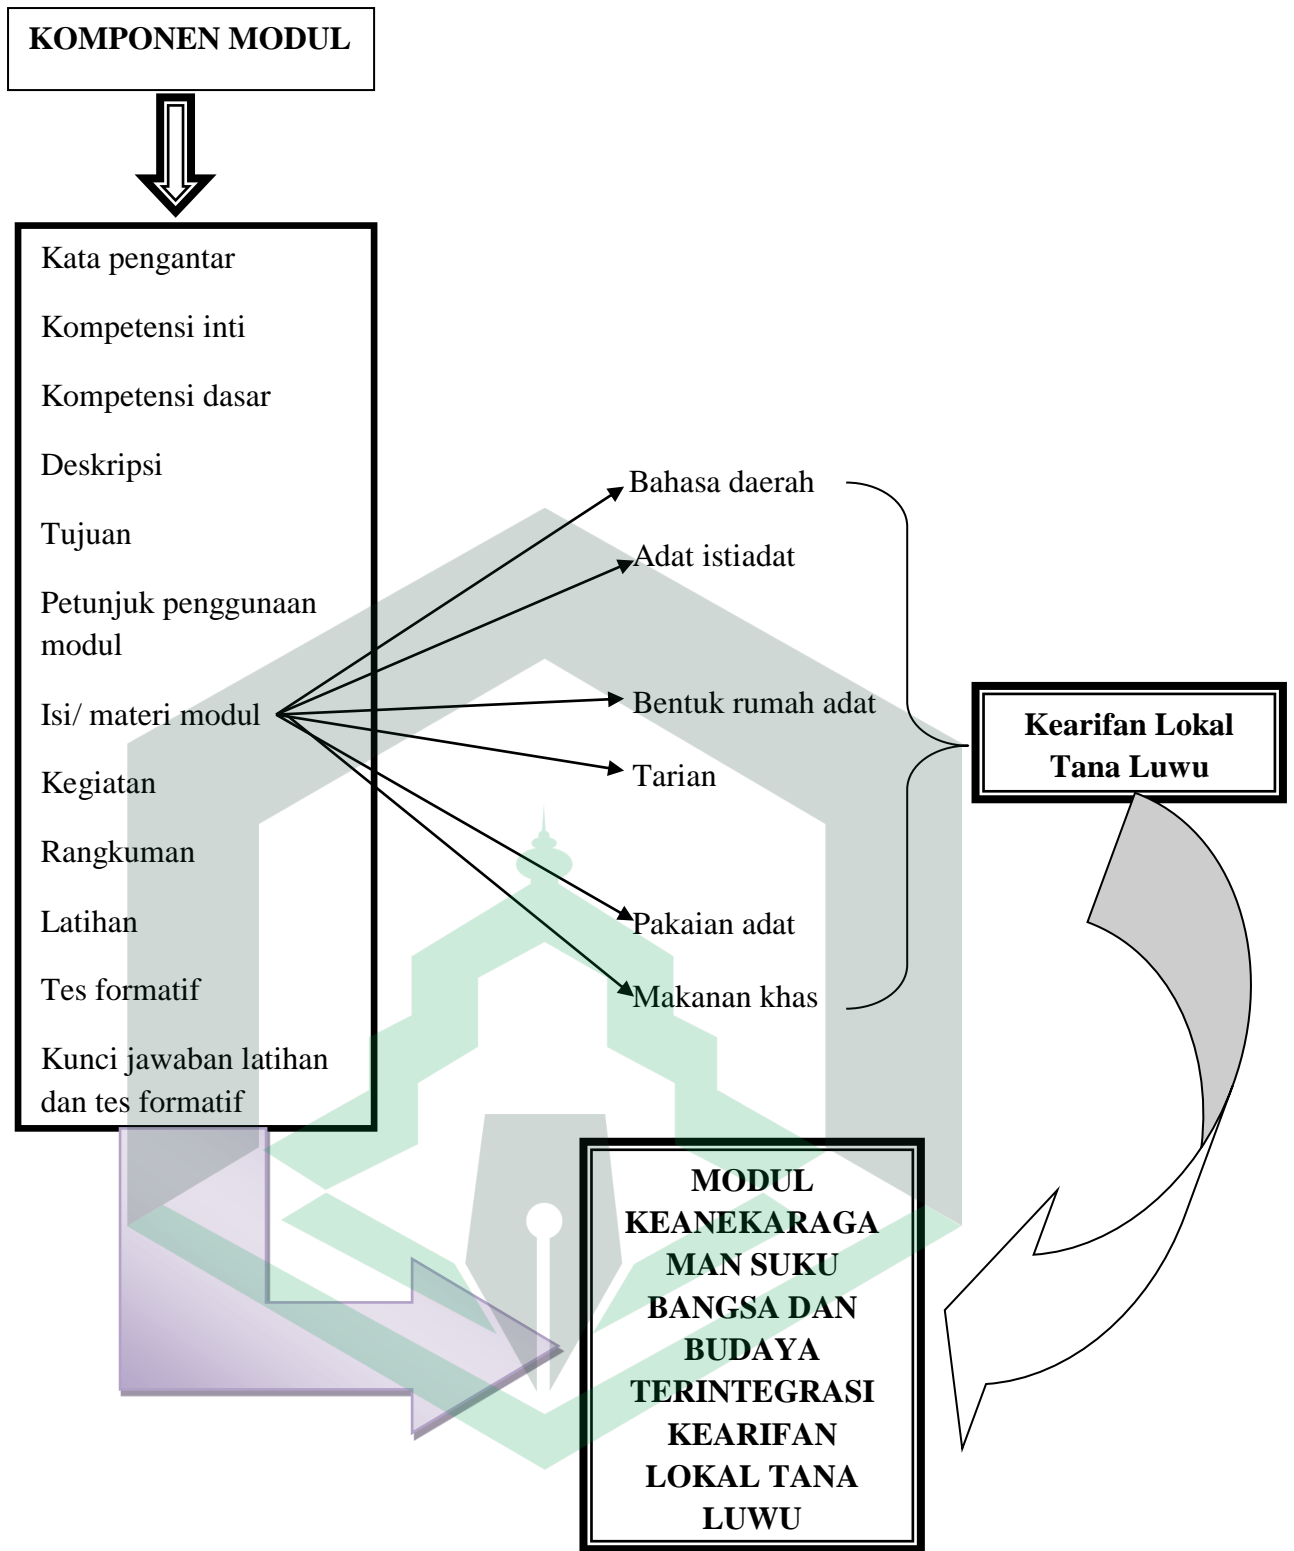 KOMPONEN MODUL
Kata pengantar
Kompetensi inti
Kompetensi dasar
Deskripsi
Tujuan
Petunjuk penggunaan
modul
Isi/ materi modul
Kegiatan
Rangkuman
Latihan
Tes formatif
Kunci jawaban latihan
dan tes formatif
Bahasa daerah
Adat istiadat
Bentuk rumah adat
Tarian
Pakaian adat
Makanan khas
Kearifan Lokal
Tana Luwu
MODUL
KEANEKARAGA
MAN SUKU
BANGSA DAN
BUDAYA
TERINTEGRASI
KEARIFAN
LOKAL TANA
LUWU